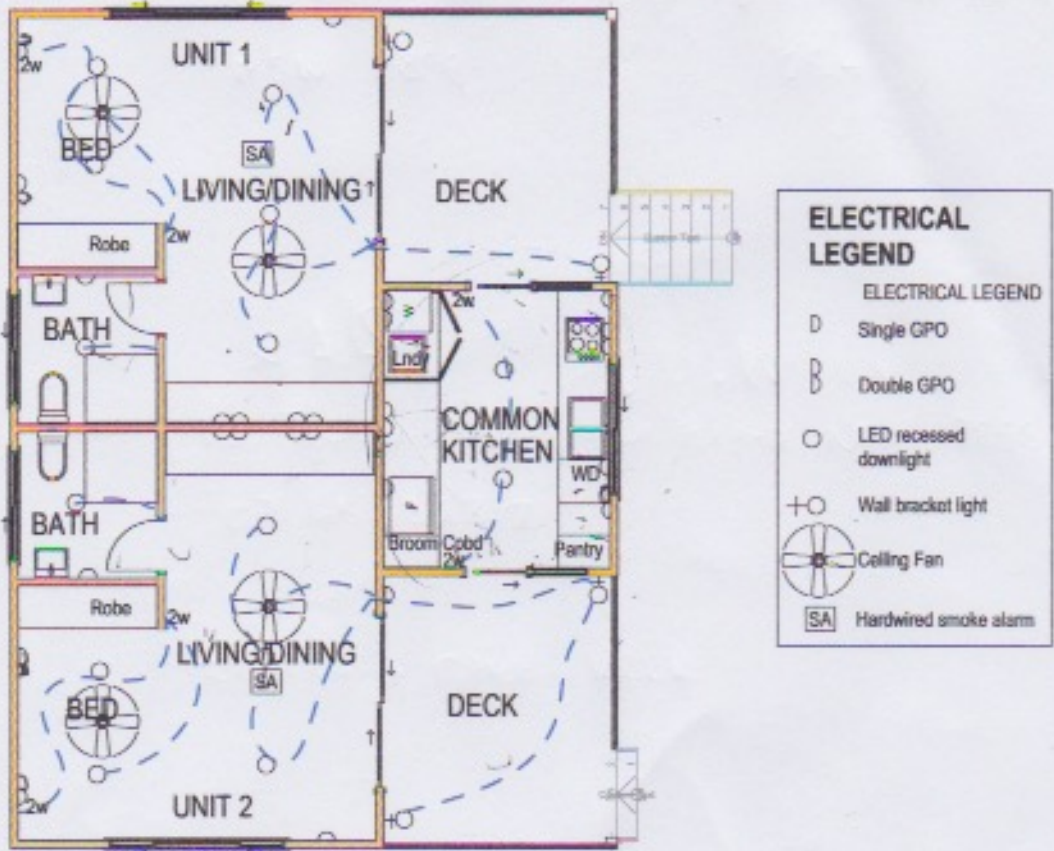 UNIT 1
2w
BED
SA
LIVING/DINING
DECK
Robe
2w
BATH
2w
Lndy
COMMON
KITCHEN
WD
BATH
Broom Cpbd
Pantry
2w
Robe
2w
LIVING/DINING
SA
BED
DECK
2w
UNIT 2
ELECTRICAL
LEGEND
ELECTRICAL LEGEND
Single GPO
Double GPO
LED recessed
downlight
Wall bracket light
Ceiling Fan
SA
Hardwired smoke alarm